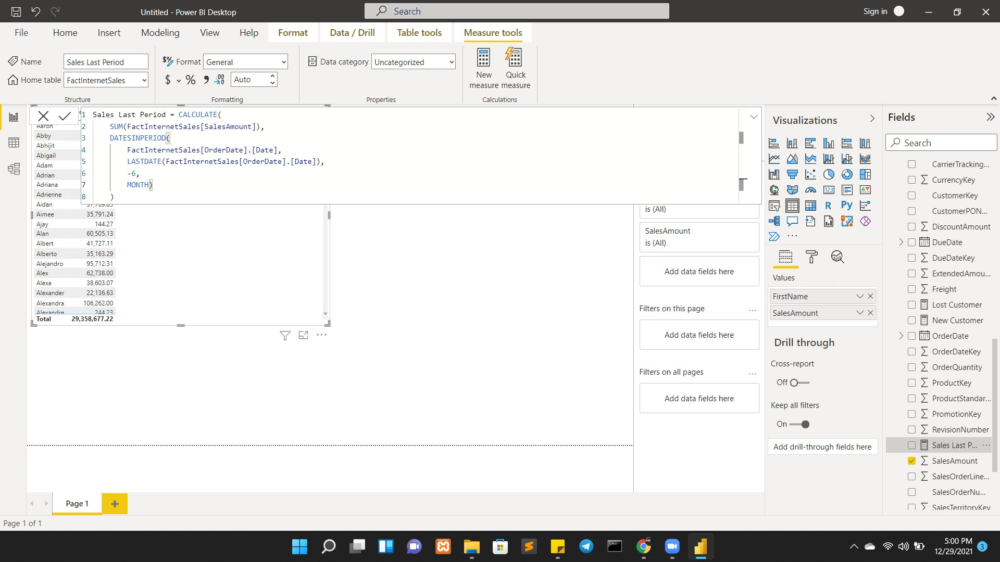 Untitled - Power BI Desktop
Search
Sign in
File Home Insert Modeling View Help Format Data / Drill Table tools Measure tools
Name Sales Last Period
Home table FactInternetSales
Structure
$% Format General
$ % , .00 Auto
Formatting
Data category Uncategorized
Properties
New measure
Quick measure
Calculations
1 Sales Last Period = CALCULATE(
2 SUM(FactInternetSales[SalesAmount]),
3 DATESINPERIOD(
4 FactInternetSales[OrderDate].[Date],
5 LASTDATE(FactInternetSales[OrderDate].[Date]),
6 -6,
7 MONTH)
8 )
Aaron
Abby
Abhijit
Abigail
Adam
Adrian
Adriana
Adrienne
Aidan 37,709.85
Aimee 35,791.24
Ajay 144.27
Alan 60,505.13
Albert 41,727.11
Alberto 35,163.29
Alejandro 95,712.31
Alex 62,738.00
Alexa 38,603.07
Alexander 22,136.63
Alexandra 106,262.00
Alexandre 244.23
Total 29,358,677.22
is (All)
SalesAmount
is (All)
Add data fields here
Filters on this page ...
Add data fields here
Filters on all pages ...
Add data fields here
Visualizations
123
R Py
...
Values
FirstName
SalesAmount
Drill through
Cross-report
Off
Keep all filters
On
Add drill-through fields here
Fields
Search
CarrierTracking...
CurrencyKey
CustomerKey
CustomerPON...
DiscountAmount
DueDate
DueDateKey
ExtendedAmou...
Freight
Lost Customer
New Customer
OrderDate
OrderDateKey
OrderQuantity
ProductKey
ProductStandar...
PromotionKey
RevisionNumber
Sales Last P... ...
SalesAmount
SalesOrderLine...
SalesOrderNu...
SalesTerritoryKey
Page 1
Page 1 of 1
5:00 PM
12/29/2021
3